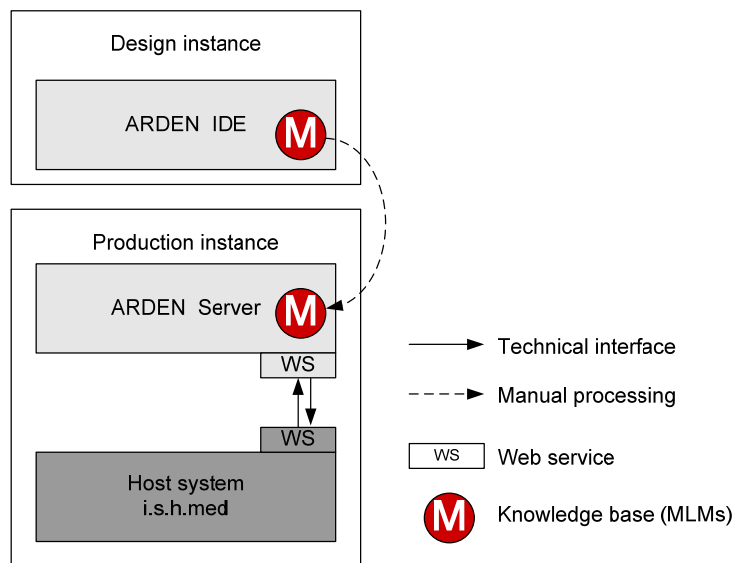 Design instance
ARDEN IDE
M
Production instance
ARDEN Server
M
WS
WS
Host system
i.s.h.med
Technical interface
Manual processing
WS Web service
M Knowledge base (MLMs)